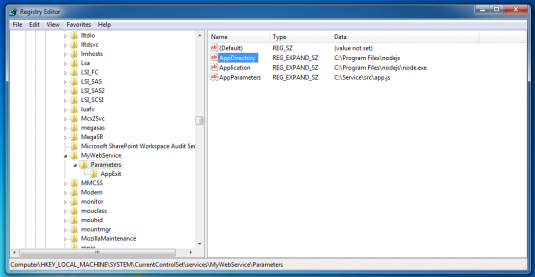 Registry Editor
File Edit View Favorites Help
lltdio
lltdsvc
lmhosts
Lsa
LSI_FC
LSI_SAS
LSI_SAS2
LSI_SCSI
luafv
Mcx2Svc
megasas
MegaSR
Microsoft SharePoint Workspace Audit Ser
MyWebService
Parameters
AppExit
MMCSS
Modem
monitor
mouclass
mouhid
mountmgr
MozillaMaintenance
Name Type Data
(Default) REG_SZ (value not set)
AppDirectory REG_EXPAND_SZ C:\Program Files\nodejs
Application REG_EXPAND_SZ C:\Program Files\nodejs\node.exe
AppParameters REG_EXPAND_SZ C:\Service\src\app.js
Computer\HKEY_LOCAL_MACHINE\SYSTEM\CurrentControlSet\services\MyWebService\Parameters